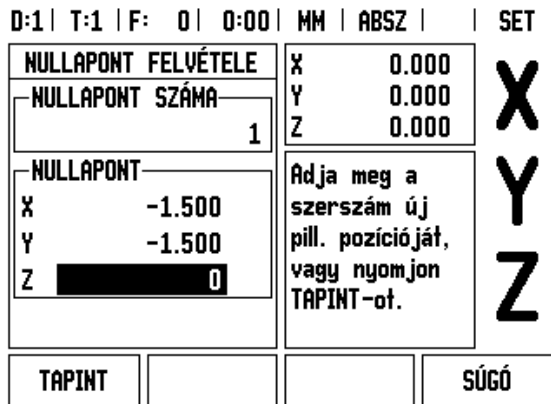 D:1 | T:1 | F: 0 | 0:00 | MM | ABSZ | | SET
NULLAPONT FELVÉTELE
NULLAPONT SZÁMA
1
NULLAPONT
X -1.500
Y -1.500
Z 0
X 0.000
Y 0.000
Z 0.000
Adja meg a
szerszám új
pill. pozícióját,
vagy nyomjon
TAPINT-ot.
X
Y
Z
TAPINT
SÚGÓ